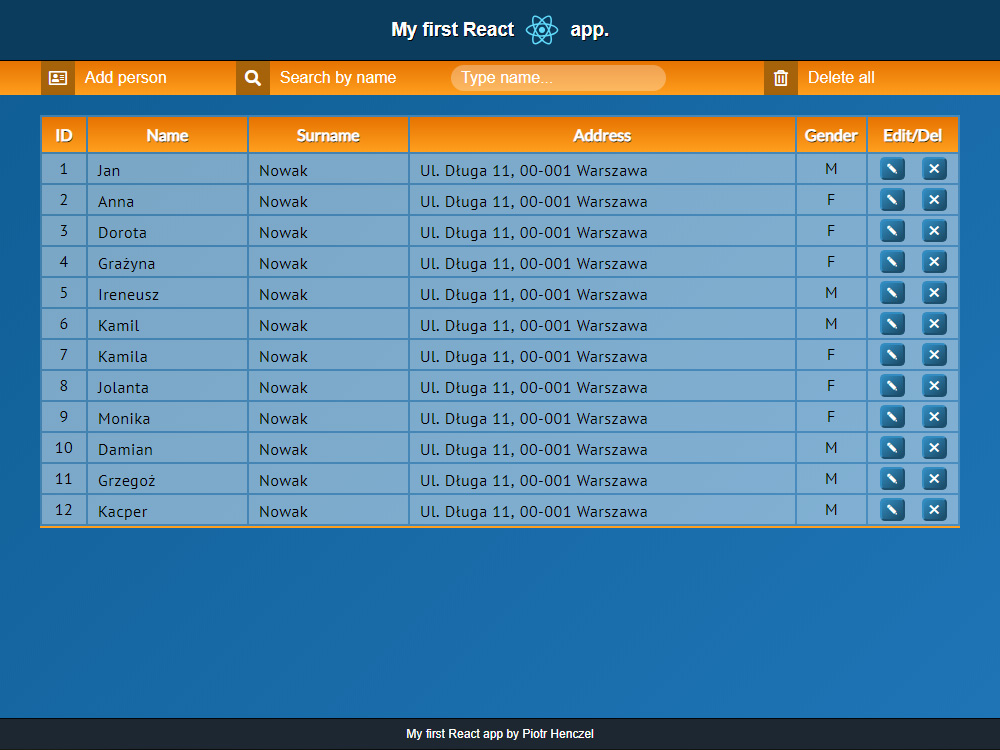 My first React app.
Add person Search by name Type name... Delete all
ID Name Surname Address Gender Edit/Del
1 Jan Nowak Ul. Długa 11, 00-001 Warszawa M
2 Anna Nowak Ul. Długa 11, 00-001 Warszawa F
3 Dorota Nowak Ul. Długa 11, 00-001 Warszawa F
4 Grażyna Nowak Ul. Długa 11, 00-001 Warszawa F
5 Ireneusz Nowak Ul. Długa 11, 00-001 Warszawa M
6 Kamil Nowak Ul. Długa 11, 00-001 Warszawa M
7 Kamila Nowak Ul. Długa 11, 00-001 Warszawa F
8 Jolanta Nowak Ul. Długa 11, 00-001 Warszawa F
9 Monika Nowak Ul. Długa 11, 00-001 Warszawa F
10 Damian Nowak Ul. Długa 11, 00-001 Warszawa M
11 Grzegoż Nowak Ul. Długa 11, 00-001 Warszawa M
12 Kacper Nowak Ul. Długa 11, 00-001 Warszawa M
My first React app by Piotr Henczel